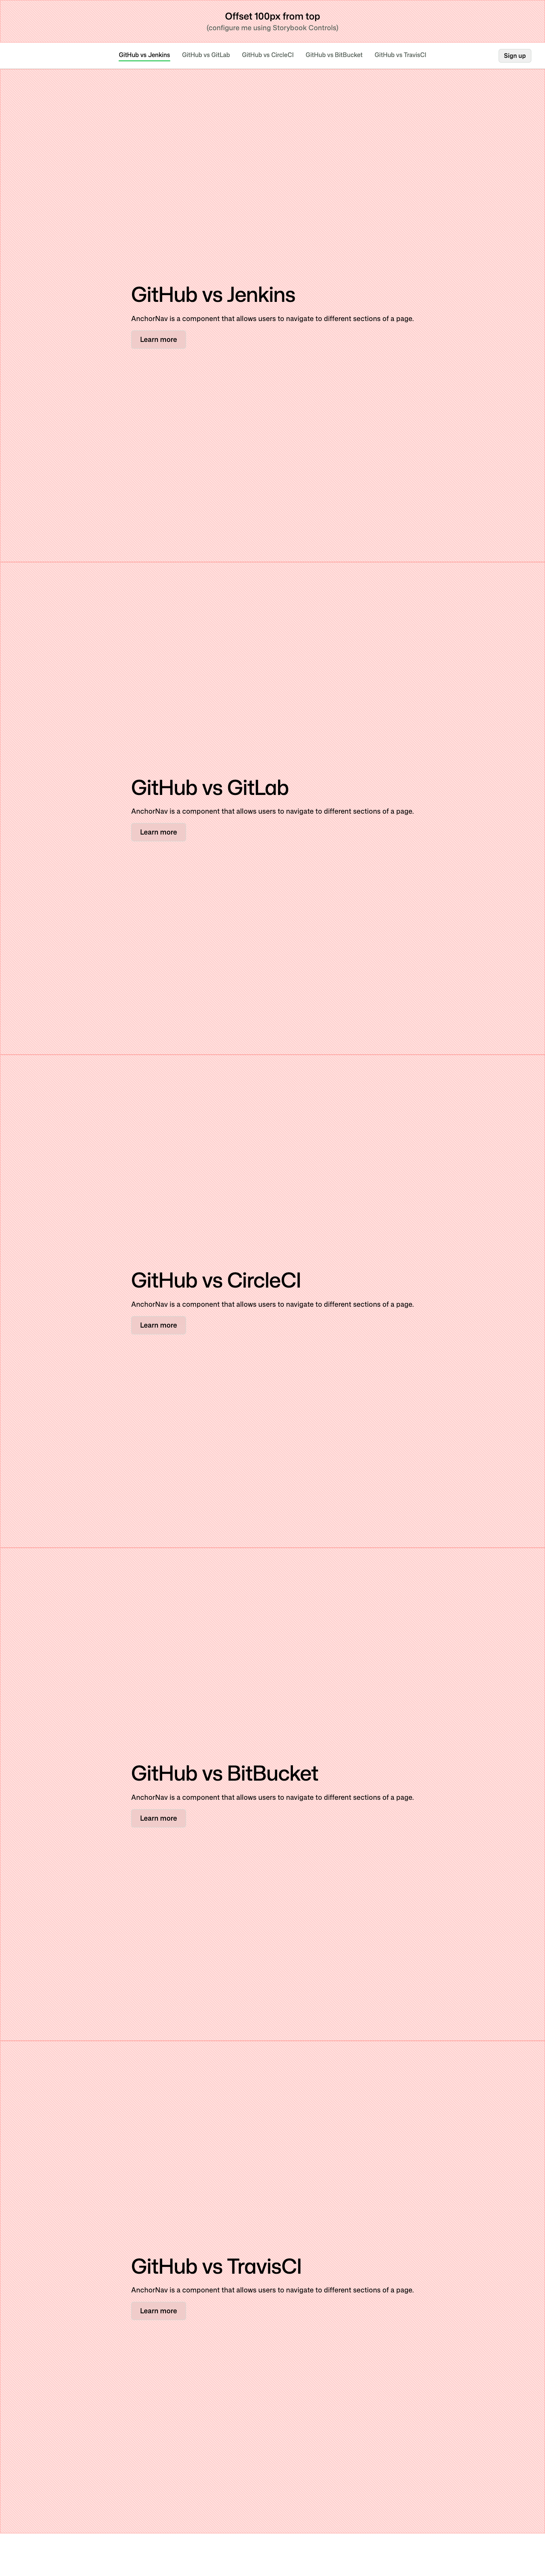 Offset 100px from top
(configure me using Storybook Controls)
GitHub vs Jenkins GitHub vs GitLab GitHub vs CircleCI GitHub vs BitBucket GitHub vs TravisCI Sign up
GitHub vs Jenkins
AnchorNav is a component that allows users to navigate to different sections of a page.
Learn more
GitHub vs GitLab
AnchorNav is a component that allows users to navigate to different sections of a page.
Learn more
GitHub vs CircleCI
AnchorNav is a component that allows users to navigate to different sections of a page.
Learn more
GitHub vs BitBucket
AnchorNav is a component that allows users to navigate to different sections of a page.
Learn more
GitHub vs TravisCI
AnchorNav is a component that allows users to navigate to different sections of a page.
Learn more